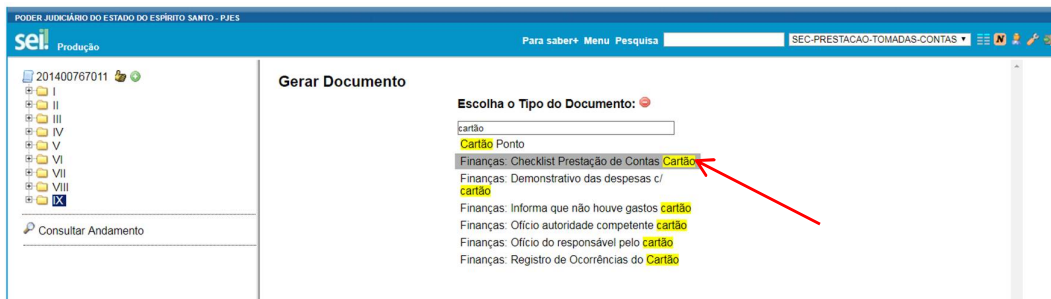 PODER JUDICIÁRIO DO ESTADO DO ESPÍRITO SANTO - PJES
sei! Produção
Para saber+ Menu Pesquisa
SEC-PRESTACAO-TOMADAS-CONTAS
N
201400767011
I
II
III
IV
V
VI
VII
VIII
IX
Consultar Andamento
Gerar Documento
Escolha o Tipo do Documento:
cartão
Cartão Ponto
Finanças: Checklist Prestação de Contas Cartão
Finanças: Demonstrativo das despesas c/
cartão
Finanças: Informa que não houve gastos cartão
Finanças: Ofício autoridade competente cartão
Finanças: Ofício do responsável pelo cartão
Finanças: Registro de Ocorrências do Cartão